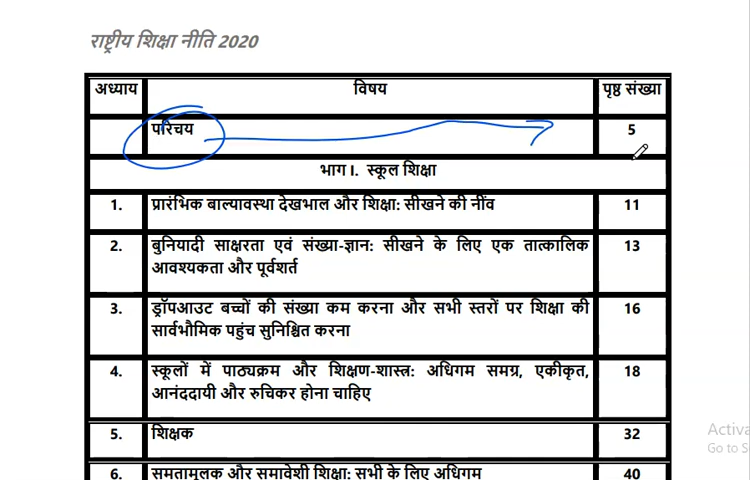 राष्ट्रीय शिक्षा नीति 2020
अध्याय विषय पृष्ठ संख्या
परिचय 5
भाग I. स्कूल शिक्षा
1. प्रारंभिक बाल्यावस्था देखभाल और शिक्षा: सीखने की नींव 11
2. बुनियादी साक्षरता एवं संख्या-ज्ञान: सीखने के लिए एक तात्कालिक 13
आवश्यकता और पूर्वशर्त
3. ड्रॉपआउट बच्चों की संख्या कम करना और सभी स्तरों पर शिक्षा की 16
सार्वभौमिक पहुंच सुनिश्चित करना
4. स्कूलों में पाठ्यक्रम और शिक्षण-शास्त्र: अधिगम समग्र, एकीकृत, 18
आनंददायी और रुचिकर होना चाहिए
Activa
5. शिक्षक 32
Go to S
6. समतामूलक और समावेशी शिक्षा: सभी के लिए अधिगम 40